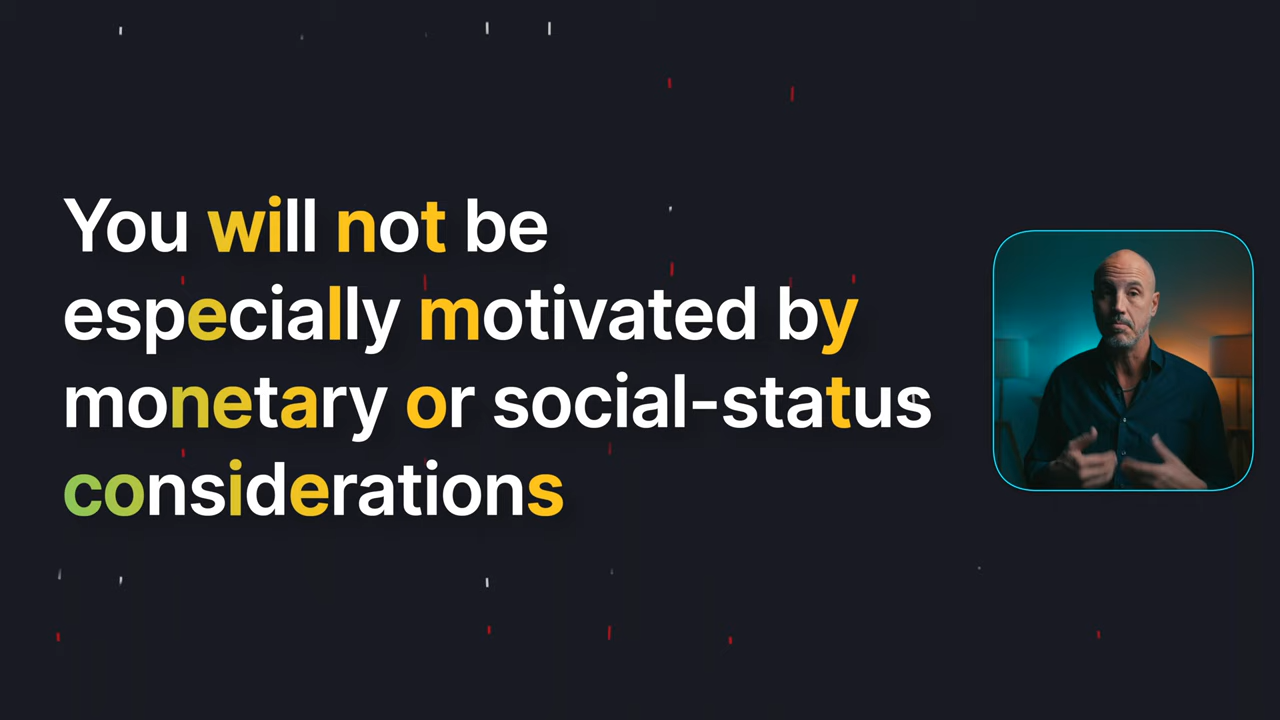 You will not be
especially motivated by
monetary or social-status
considerations